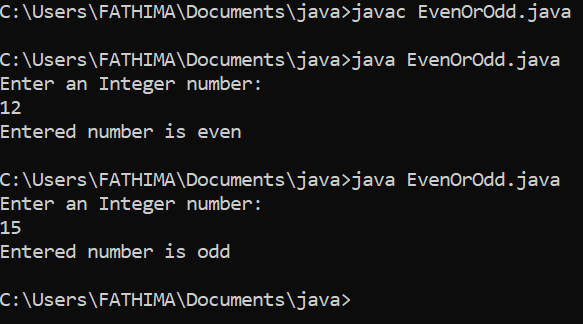 C:\Users\FATHIMA\Documents\java>javac EvenOrOdd.java
C:\Users\FATHIMA\Documents\java>java EvenOrOdd.java
Enter an Integer number:
12
Entered number is even
C:\Users\FATHIMA\Documents\java>java EvenOrOdd.java
Enter an Integer number:
15
Entered number is odd
C:\Users\FATHIMA\Documents\java>